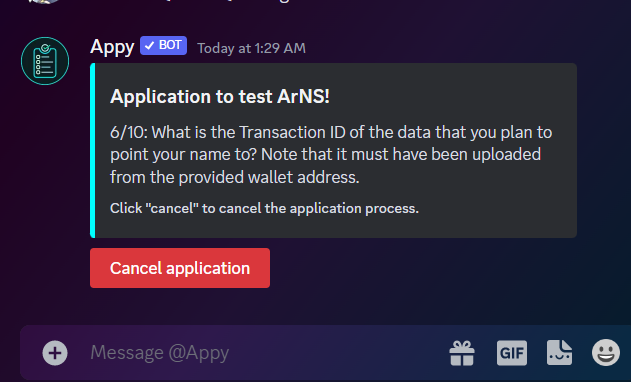 Appy ✓ BOT Today at 1:29 AM
Application to test ArNS!
6/10: What is the Transaction ID of the data that you plan to
point your name to? Note that it must have been uploaded
from the provided wallet address.
Click "cancel" to cancel the application process.
Cancel application
Message @Appy
GIF